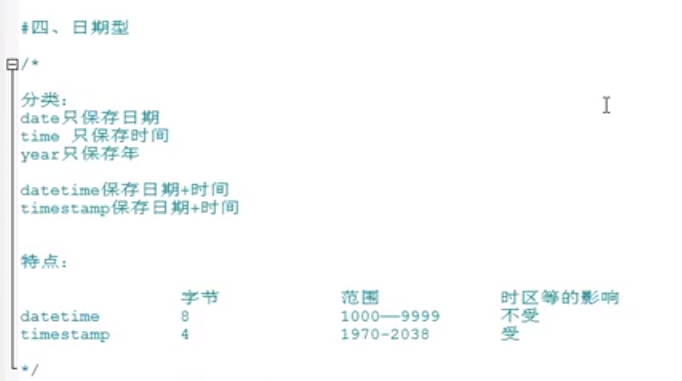 #四、日期型
/*
分类:
date只保存日期
time 只保存时间
year只保存年
datetime保存日期+时间
timestamp保存日期+时间
特点:
字节 范围 时区等的影响
datetime 8 1000——9999 不受
timestamp 4 1970-2038 受
*/